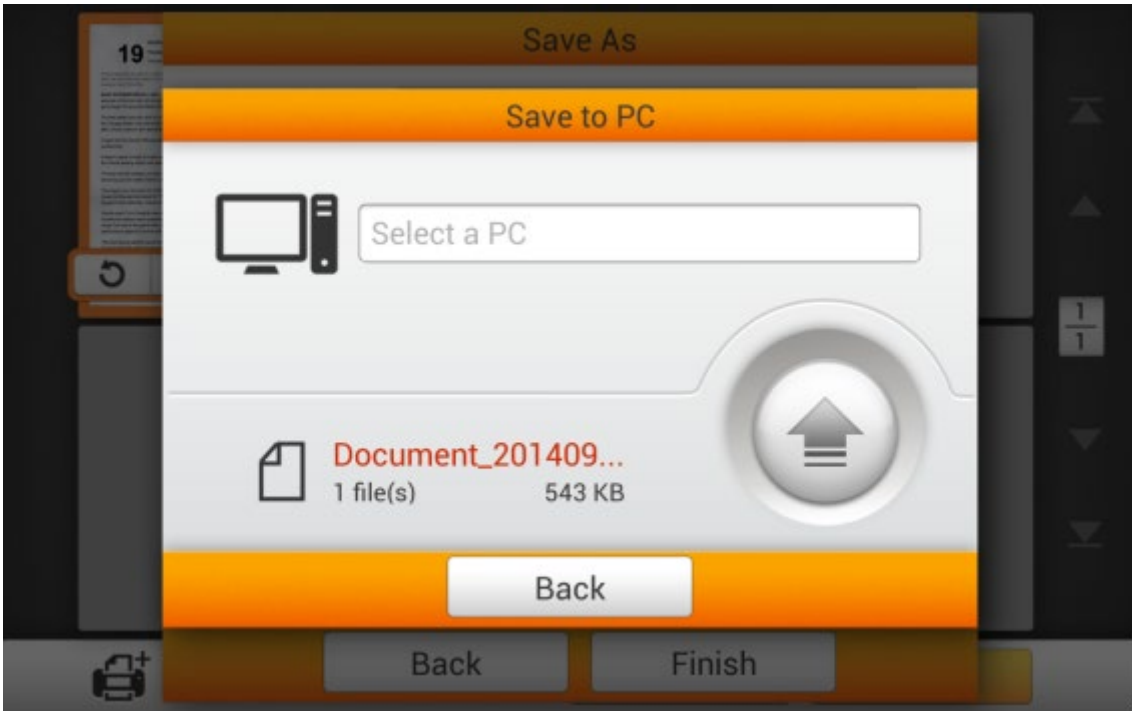 19
Save As
Save to PC
Select a PC
1
1
Document_201409...
1 file(s) 543 KB
Back
Back Finish